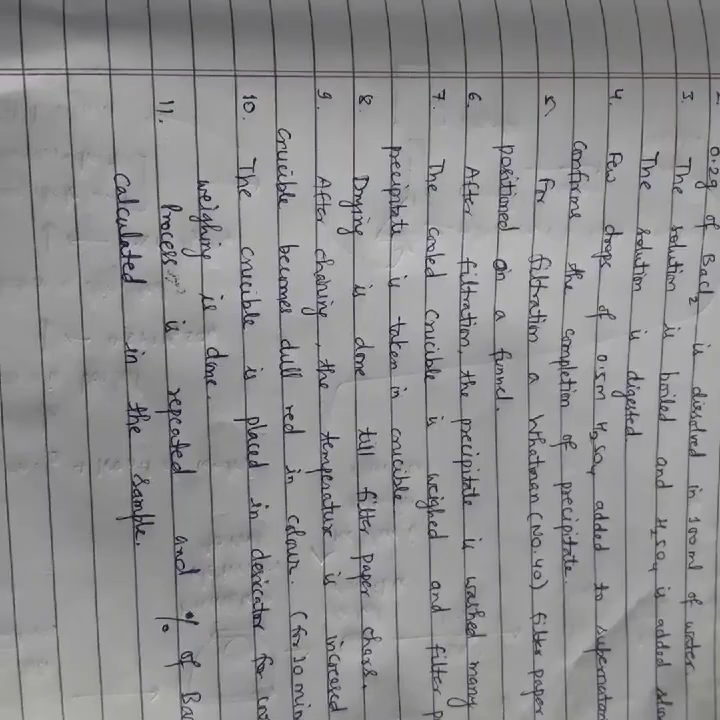 0.2g of BaCl2 is dissolved in 100ml of water.
3. The solution is boiled and H2SO4 is added
The solution is digested
4. Few drops of 0.5M H2SO4 added to
Confirms the completion of precipitate.
5. For filtration a Whatman (No. 40) filter paper
positioned in a funnel.
6. After filtration, the precipitate is washed many
7. The cooled crucible is weighed and filter
precipitate is taken in crucible
8. Drying is done till filter paper chars.
9. After charing, the temperature is increased
crucible becomes dull red in colour. (for 30 min
10. The crucible is placed in desicator for
weighing is done.
11. Process is repeated and % of Ba
calculated in the sample.